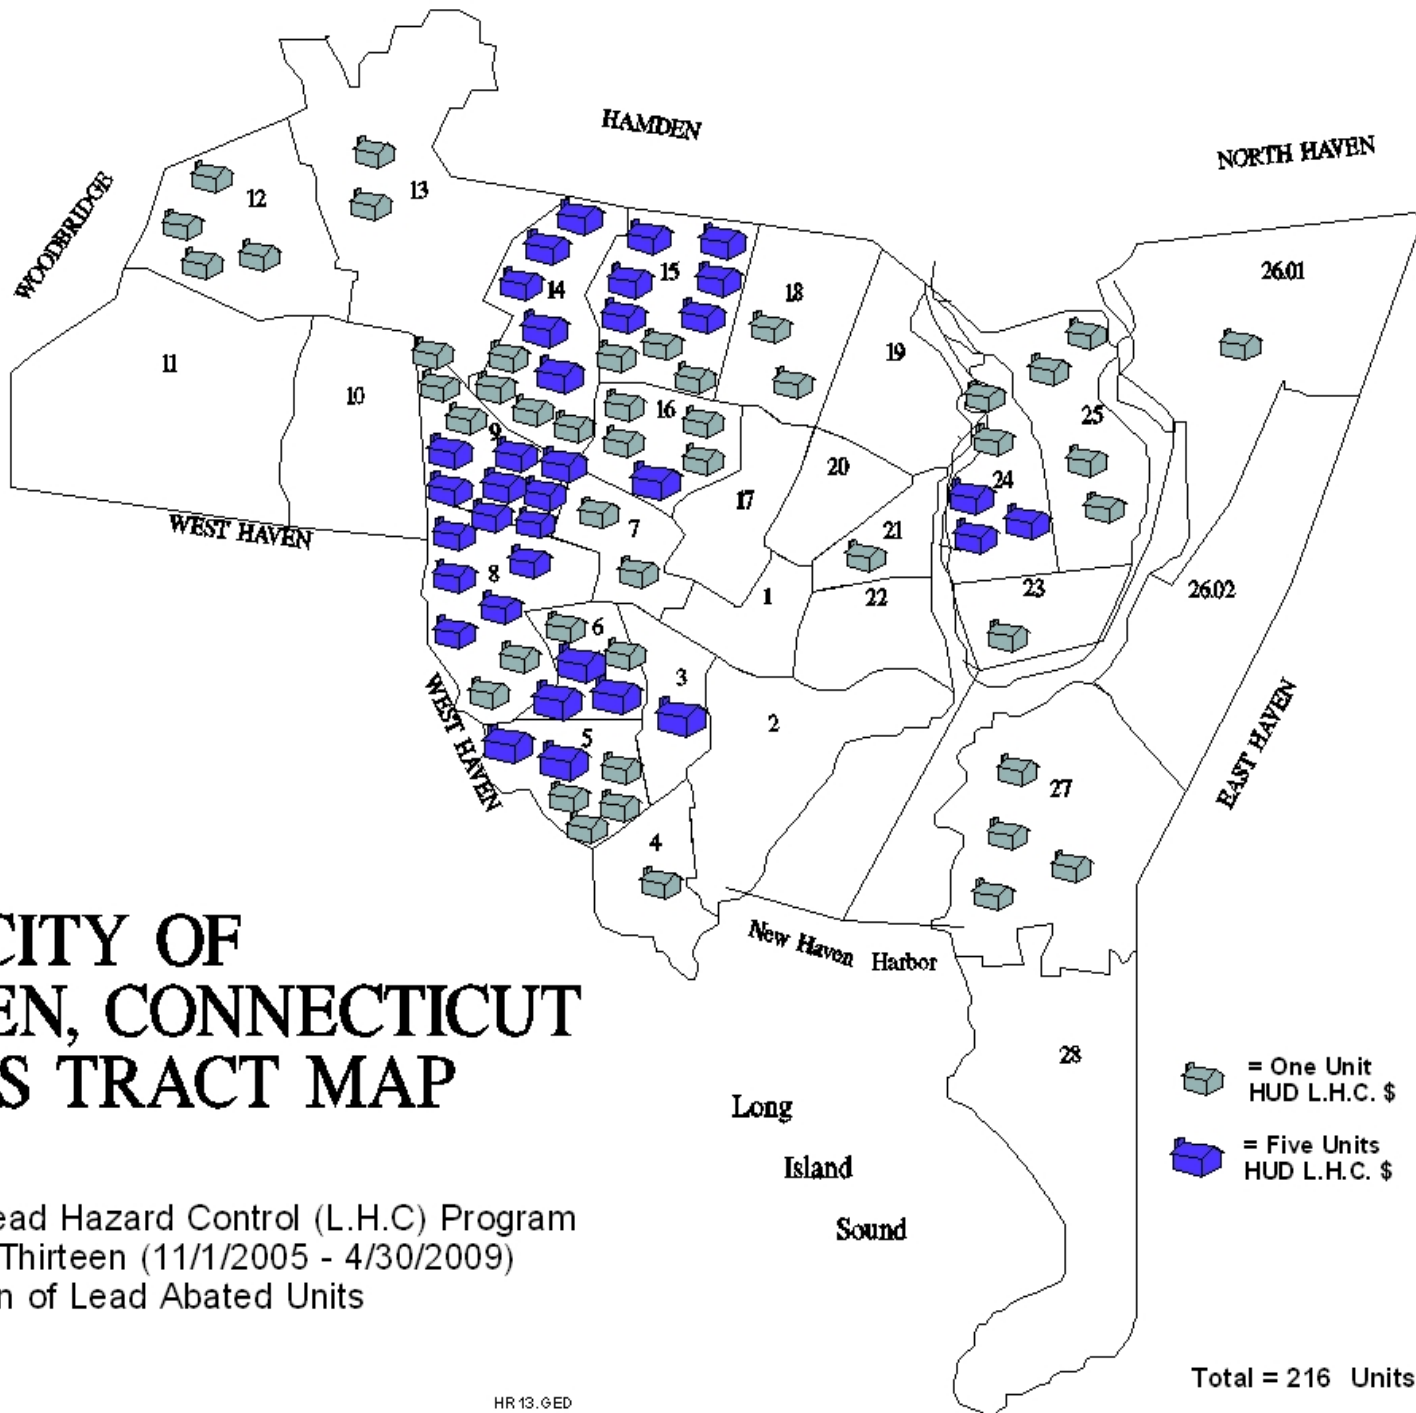 HAMDEN
NORTH HAVEN
WOODBRIDGE
12
13
26.01
15
14
18
11
19
10
16
25
9
20
24
17
7
21
WEST HAVEN
8
1
22
23
26.02
6
3
WEST HAVEN
2
5
EAST HAVEN
27
4
CITY OF
EN, CONNECTICUT
S TRACT MAP
New Haven Harbor
28
= One Unit
HUD L.H.C. $
Long
Island
Sound
= Five Units
HUD L.H.C. $
ead Hazard Control (L.H.C) Program
Thirteen (11/1/2005 - 4/30/2009)
n of Lead Abated Units
HR13.GED
Total = 216 Units